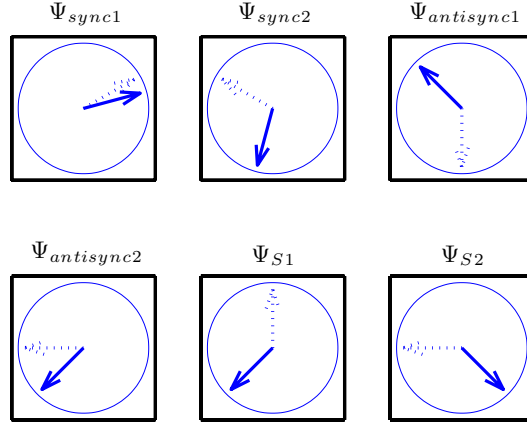 Ψ_{sync1} Ψ_{sync2} Ψ_{antisync1}
Ψ_{antisync2} Ψ_{S1} Ψ_{S2}